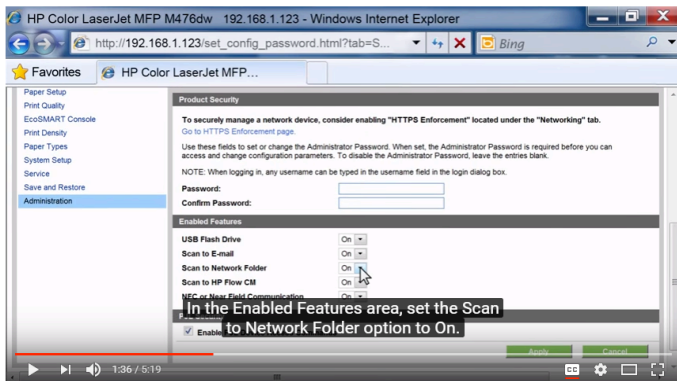 HP Color LaserJet MFP M476dw 192.168.1.123 - Windows Internet Explorer
http://192.168.1.123/set_config_password.html?tab=S...
Bing
Favorites
HP Color LaserJet MFP...
Paper Setup
Print Quality
EcoSMART Console
Print Density
Paper Types
System Setup
Service
Save and Restore
Administration
Product Security
To securely manage a network device, consider enabling "HTTPS Enforcement" located under the "Networking" tab.
Go to HTTPS Enforcement page.
Use these fields to set or change the Administrator Password. When set, the Administrator Password is required before you can
access and change configuration parameters. To disable the Administrator Password, leave the entries blank.
NOTE: When logging in, any username can be typed in the username field in the login dialog box.
Password:
Confirm Password:
Enabled Features
USB Flash Drive On
Scan to E-mail On
Scan to Network Folder On
Scan to HP Flow CM On
NFC or Near Field Communication On
In the Enabled Features area, set the Scan
to Network Folder option to On.
Enable
Apply Cancel
1:36 / 5:19
CC